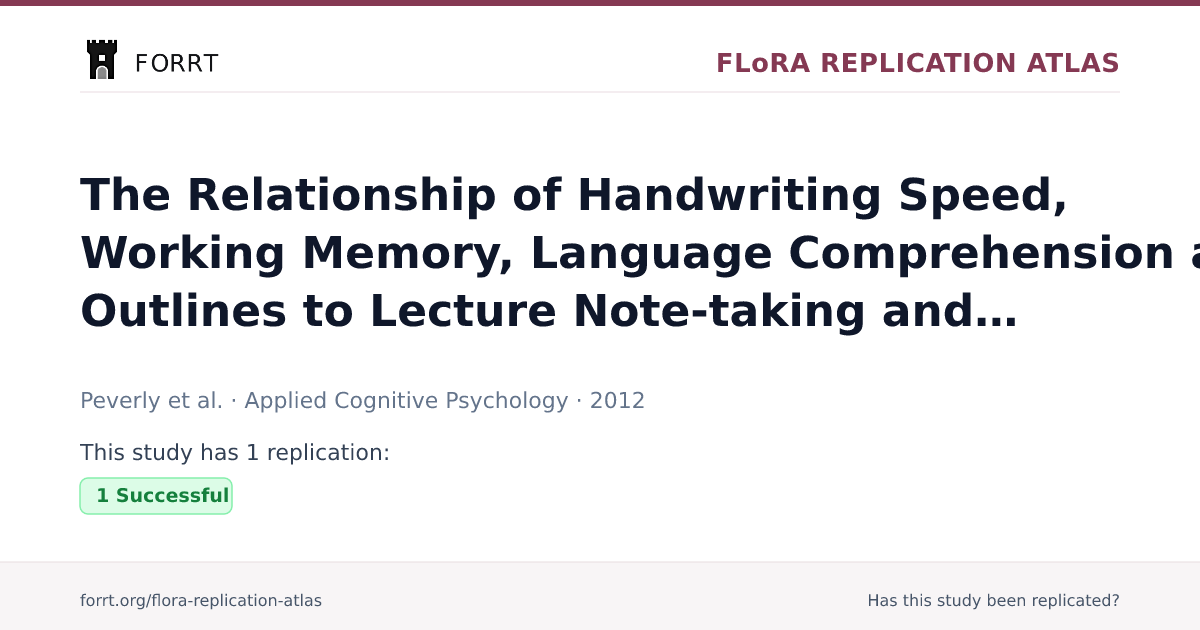 FORRT
FLoRA REPLICATION ATLAS
The Relationship of Handwriting Speed,
Working Memory, Language Comprehension a
Outlines to Lecture Note-taking and…
Peverly et al. · Applied Cognitive Psychology · 2012
This study has 1 replication:
1 Successful
forrt.org/flora-replication-atlas
Has this study been replicated?